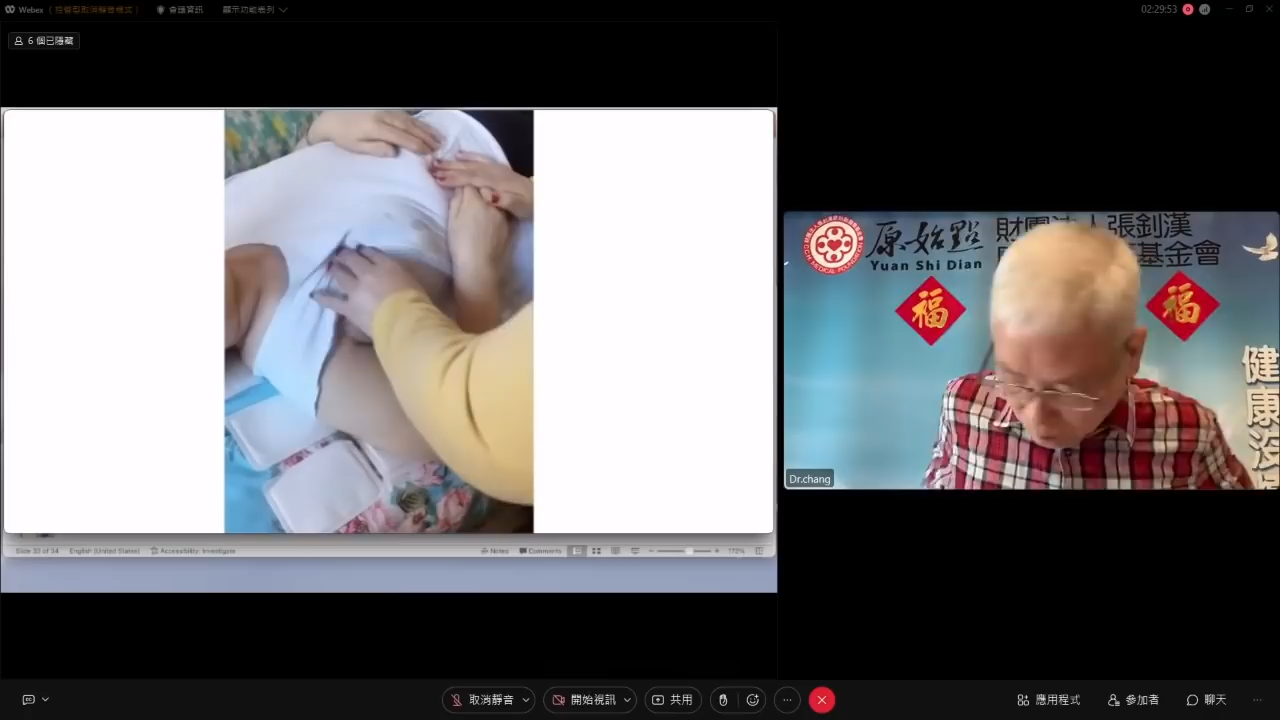 Webex
會議資訊
顯示功能表列
02:29:53
6 個已隱藏
原始點
Yuan Shi Dian
財團法人張釗漢
基金會
福
福
健康沒
Dr.chang
Slide 33 of 34
English (United States)
Accessibility: Investigate
Notes
Comments
172%
取消靜音
開始視訊
共用
應用程式
參加者
聊天